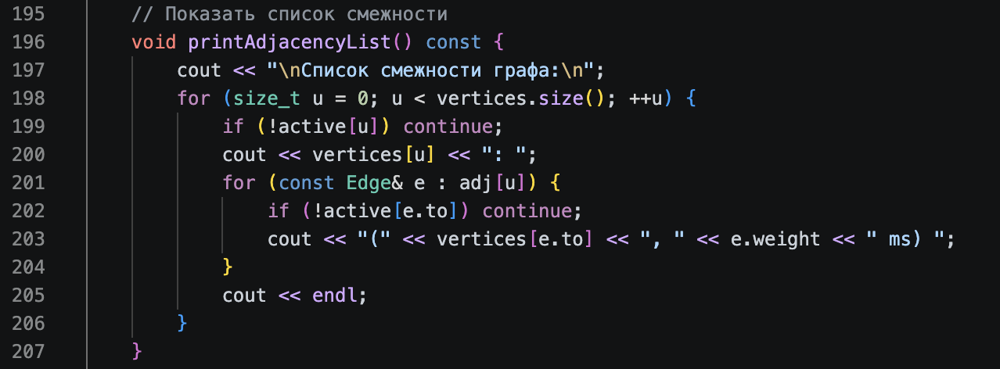 195 // Показать список смежности
196 void printAdjacencyList() const {
197 cout << "\nСписок смежности графа:\n";
198 for (size_t u = 0; u < vertices.size(); ++u) {
199 if (!active[u]) continue;
200 cout << vertices[u] << ": ";
201 for (const Edge& e : adj[u]) {
202 if (!active[e.to]) continue;
203 cout << "(" << vertices[e.to] << ", " << e.weight << " ms) ";
204 }
205 cout << endl;
206 }
207 }